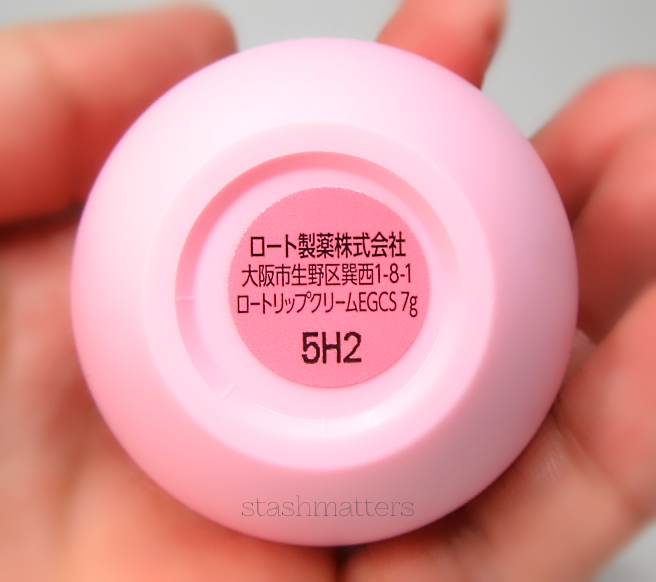 ロート製薬株式会社
大阪市生野区巽西1-8-1
ロートリップクリームEGCS 7g
5H2
stashmatters